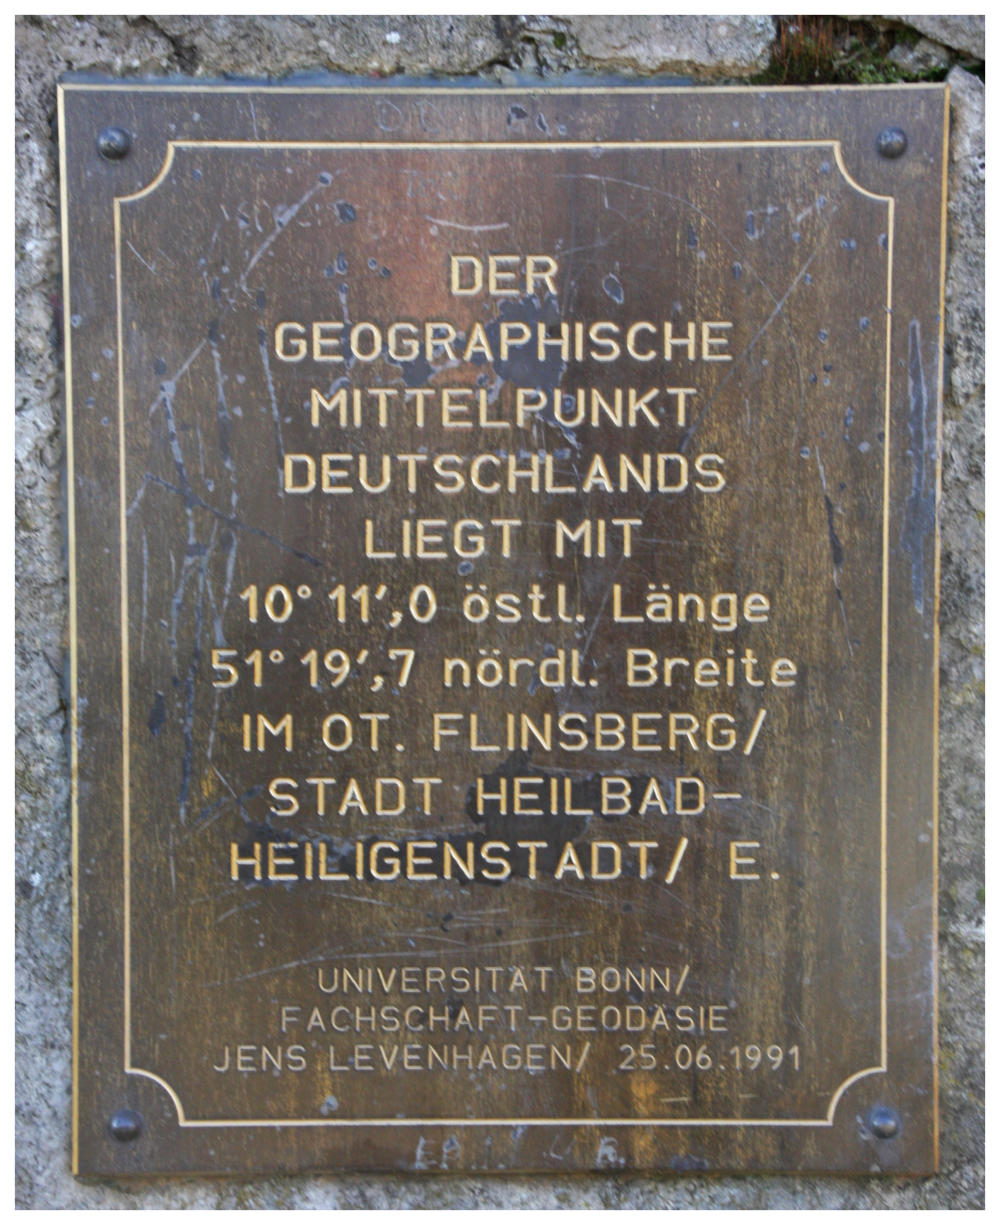 DER
GEOGRAPHISCHE
MITTELPUNKT
DEUTSCHLANDS
LIEGT MIT
10° 11',0 östl. Länge
51° 19',7 nördl. Breite
IM OT. FLINSBERG/
STADT HEILBAD-
HEILIGENSTADT/ E.
UNIVERSITÄT BONN/
FACHSCHAFT-GEODÄSIE
JENS LEVENHAGEN/ 25.06.1991